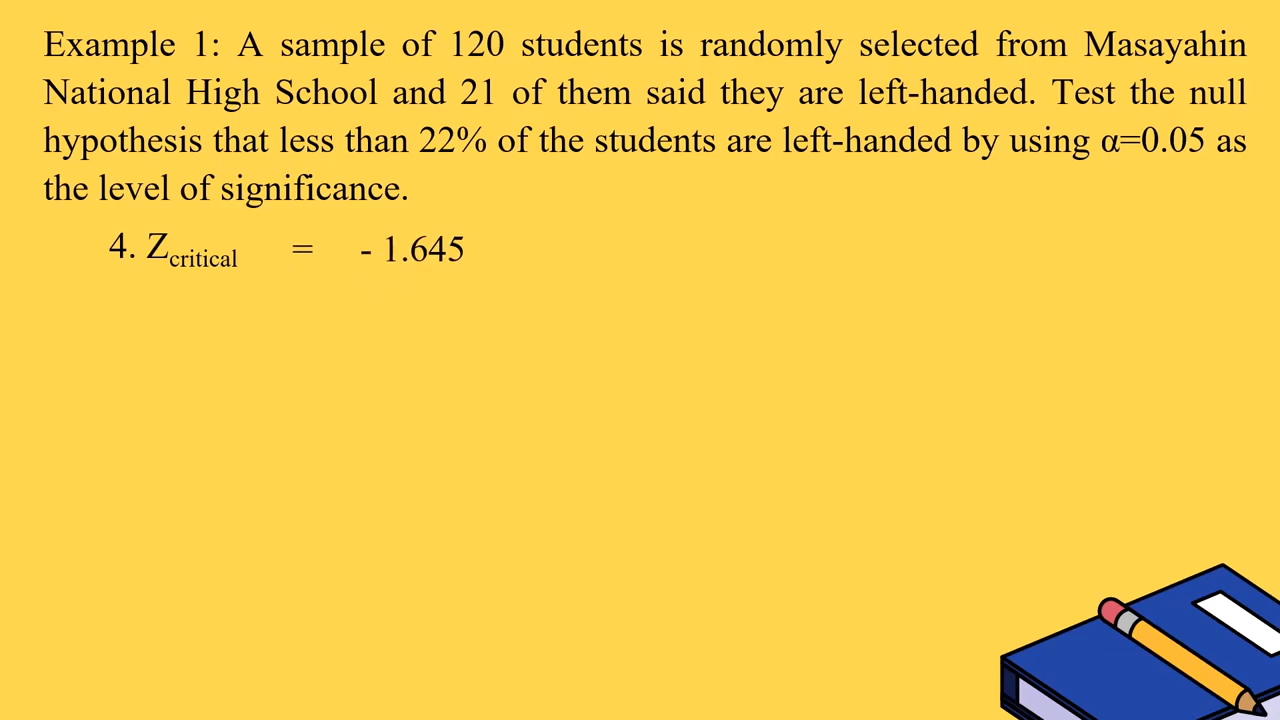 Example 1: A sample of 120 students is randomly selected from Masayahin
National High School and 21 of them said they are left-handed. Test the null
hypothesis that less than 22% of the students are left-handed by using α=0.05 as
the level of significance.
4. Zcritical = - 1.645